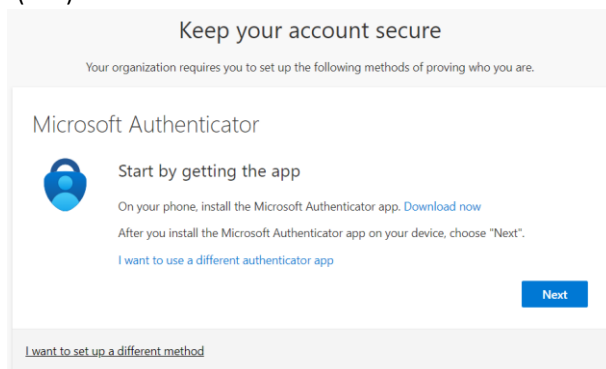 Keep your account secure
Your organization requires you to set up the following methods of proving who you are.
Microsoft Authenticator
Start by getting the app
On your phone, install the Microsoft Authenticator app. Download now
After you install the Microsoft Authenticator app on your device, choose "Next".
I want to use a different authenticator app
Next
I want to set up a different method